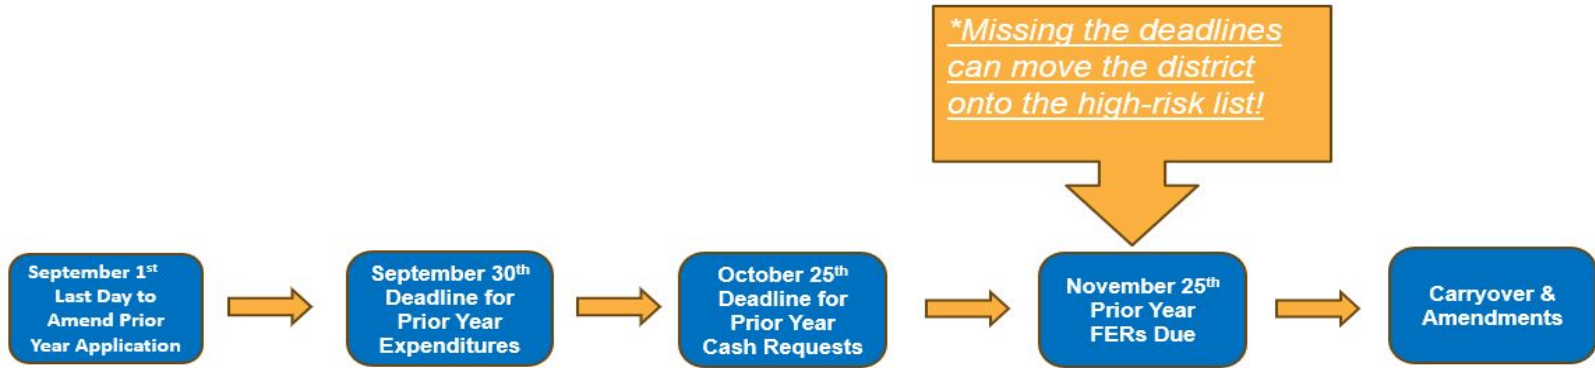 *Missing the deadlines
can move the district
onto the high-risk list!
September 1st
Last Day to
Amend Prior
Year Application
September 30th
Deadline for
Prior Year
Expenditures
October 25th
Deadline for
Prior Year
Cash Requests
November 25th
Prior Year
FERs Due
Carryover &
Amendments